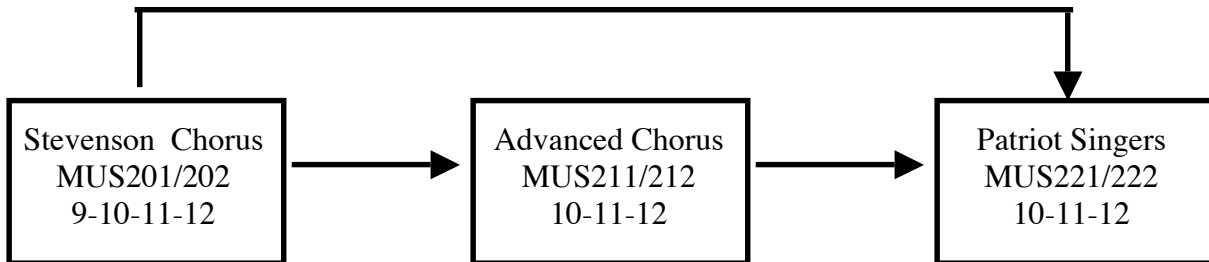 Stevenson  Chorus
MUS201/202
9-10-11-12
Advanced Chorus
MUS211/212
10-11-12
Patriot Singers
MUS221/222
10-11-12